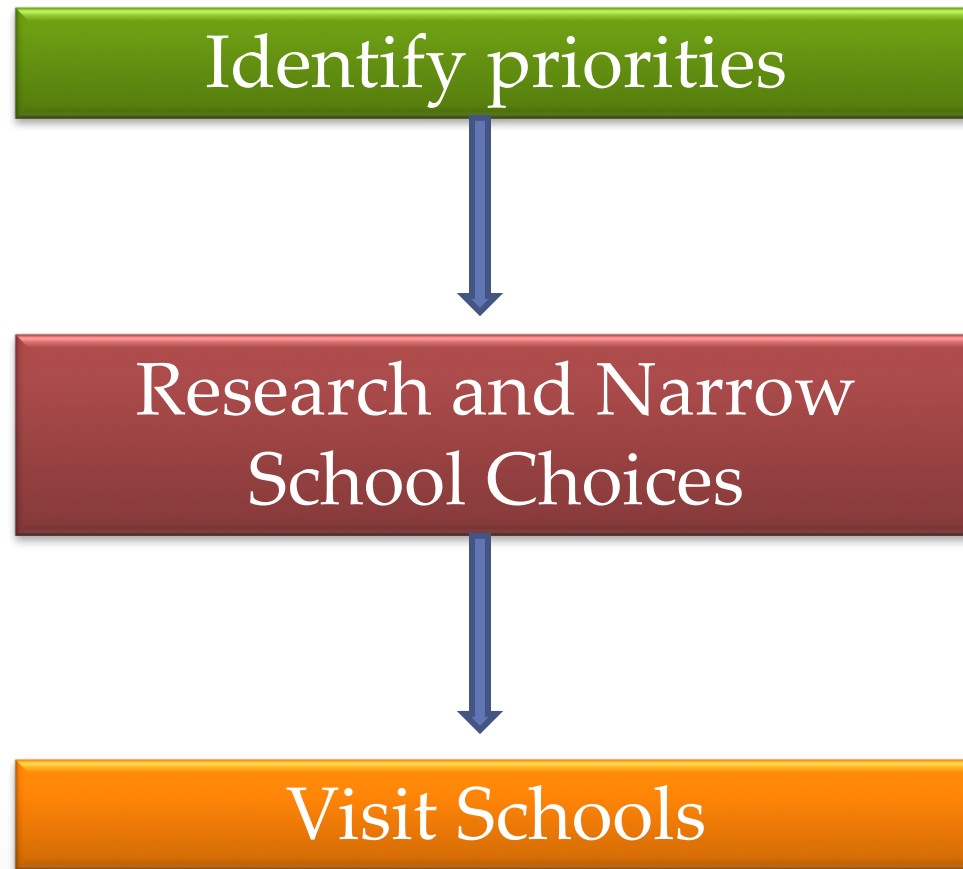 Identify priorities
Research and Narrow
School Choices
Visit Schools